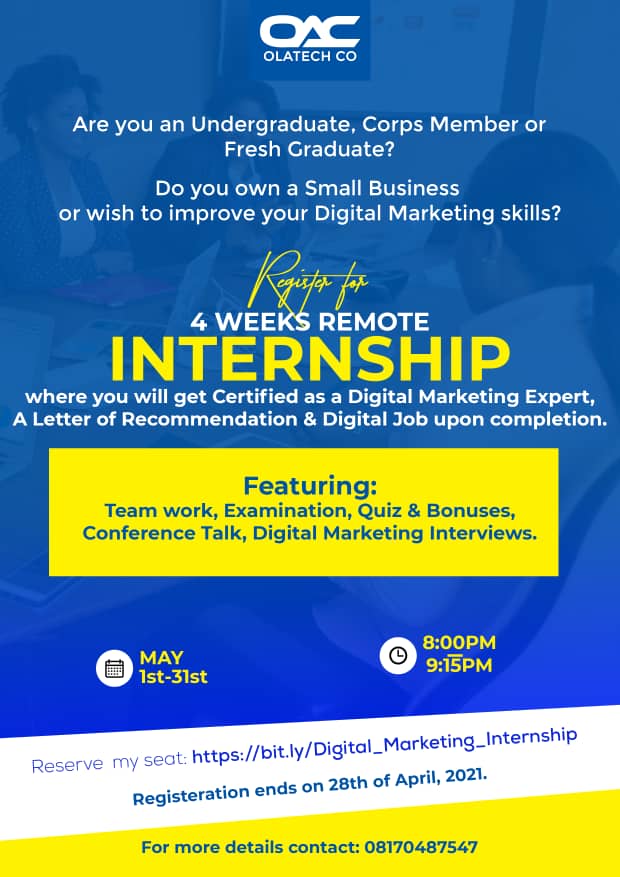 OAC
OLATECH CO
Are you an Undergraduate, Corps Member or
Fresh Graduate?
Do you own a Small Business
or wish to improve your Digital Marketing skills?
Register for
4 WEEKS REMOTE
INTERNSHIP
where you will get Certified as a Digital Marketing Expert,
A Letter of Recommendation & Digital Job upon completion.
Featuring:
Team work, Examination, Quiz & Bonuses,
Conference Talk, Digital Marketing Interviews.
MAY
1st-31st
8:00PM
–
9:15PM
Reserve my seat: https://bit.ly/Digital_Marketing_Internship
Registeration ends on 28th of April, 2021.
For more details contact: 08170487547